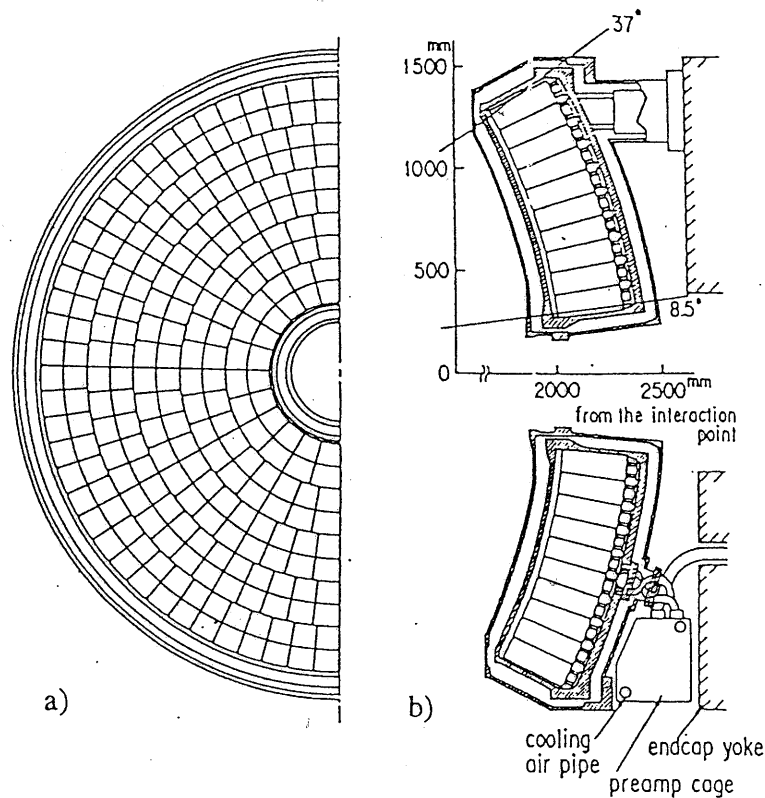 37°
mm
1500
1000
500
8.5°
0
2000
2500mm
from the interaction
point
a)
b)
cooling
air pipe
endcap yoke
preamp cage